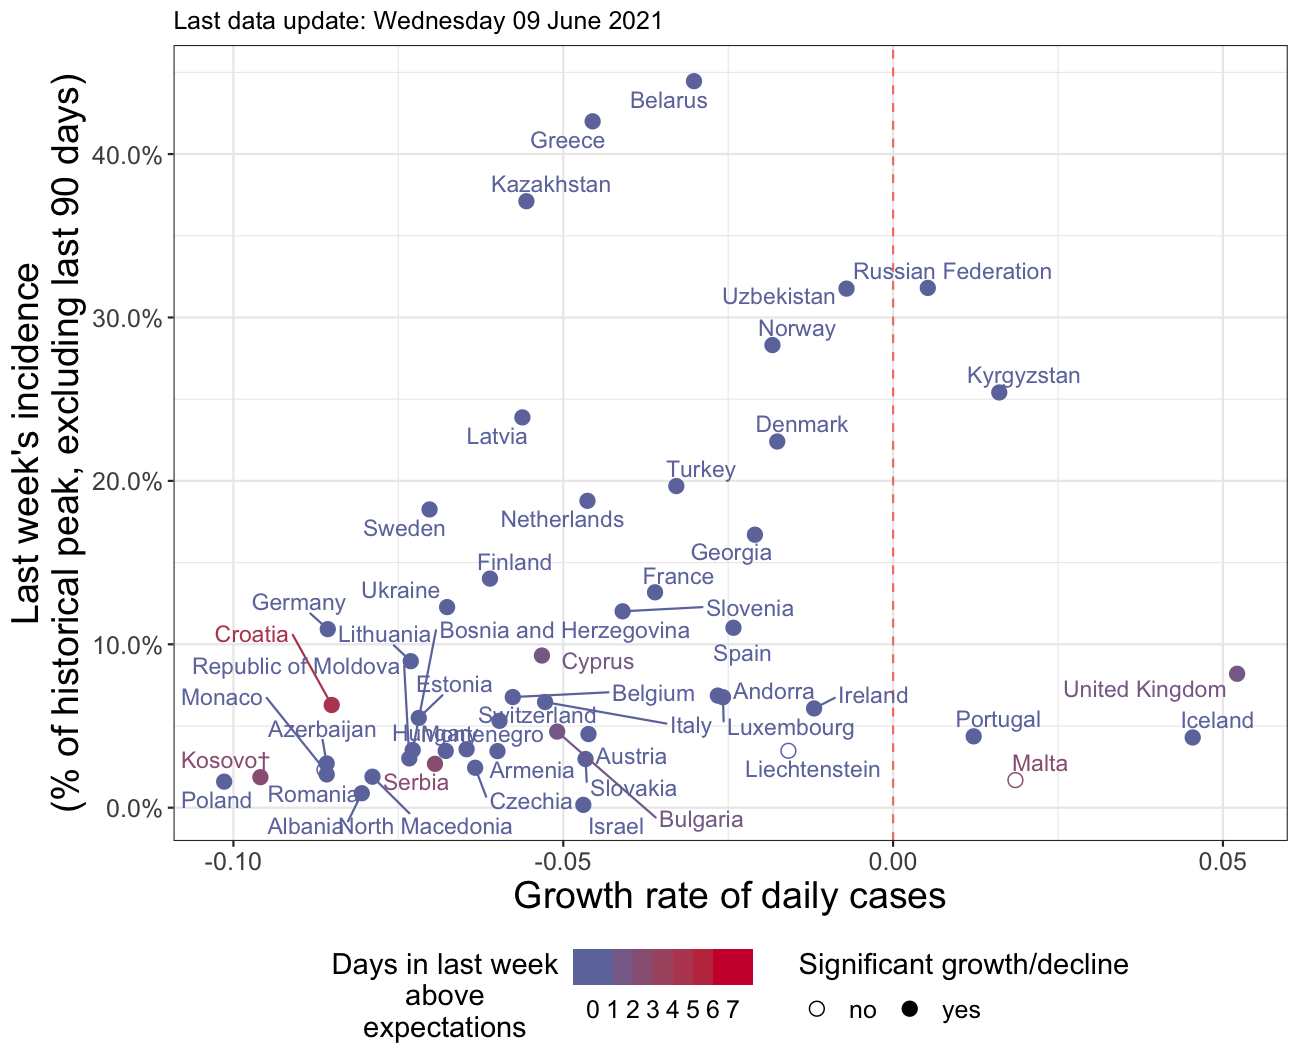 Last data update: Wednesday 09 June 2021
Last week's incidence
(% of historical peak, excluding last 90 days)
40.0%
30.0%
20.0%
10.0%
0.0%
Belarus
Greece
Kazakhstan
Russian Federation
Uzbekistan
Norway
Kyrgyzstan
Denmark
Latvia
Turkey
Netherlands
Sweden
Georgia
Finland
France
Ukraine
Germany
Slovenia
Croatia
Lithuania
Bosnia and Herzegovina
Spain
Cyprus
Republic of Moldova
Estonia
Monaco
Belgium
Andorra
Ireland
United Kingdom
Switzerland
Italy
Luxembourg
Portugal
Iceland
Azerbaijan
Hungary
Montenegro
Kosovo†
Austria
Liechtenstein
Malta
Armenia
Serbia
Slovakia
Poland
Romania
Czechia
Albania
North Macedonia
Israel
Bulgaria
-0.10
-0.05
0.00
0.05
Growth rate of daily cases
Days in last week
above
expectations
0 1 2 3 4 5 6 7
Significant growth/decline
no
yes